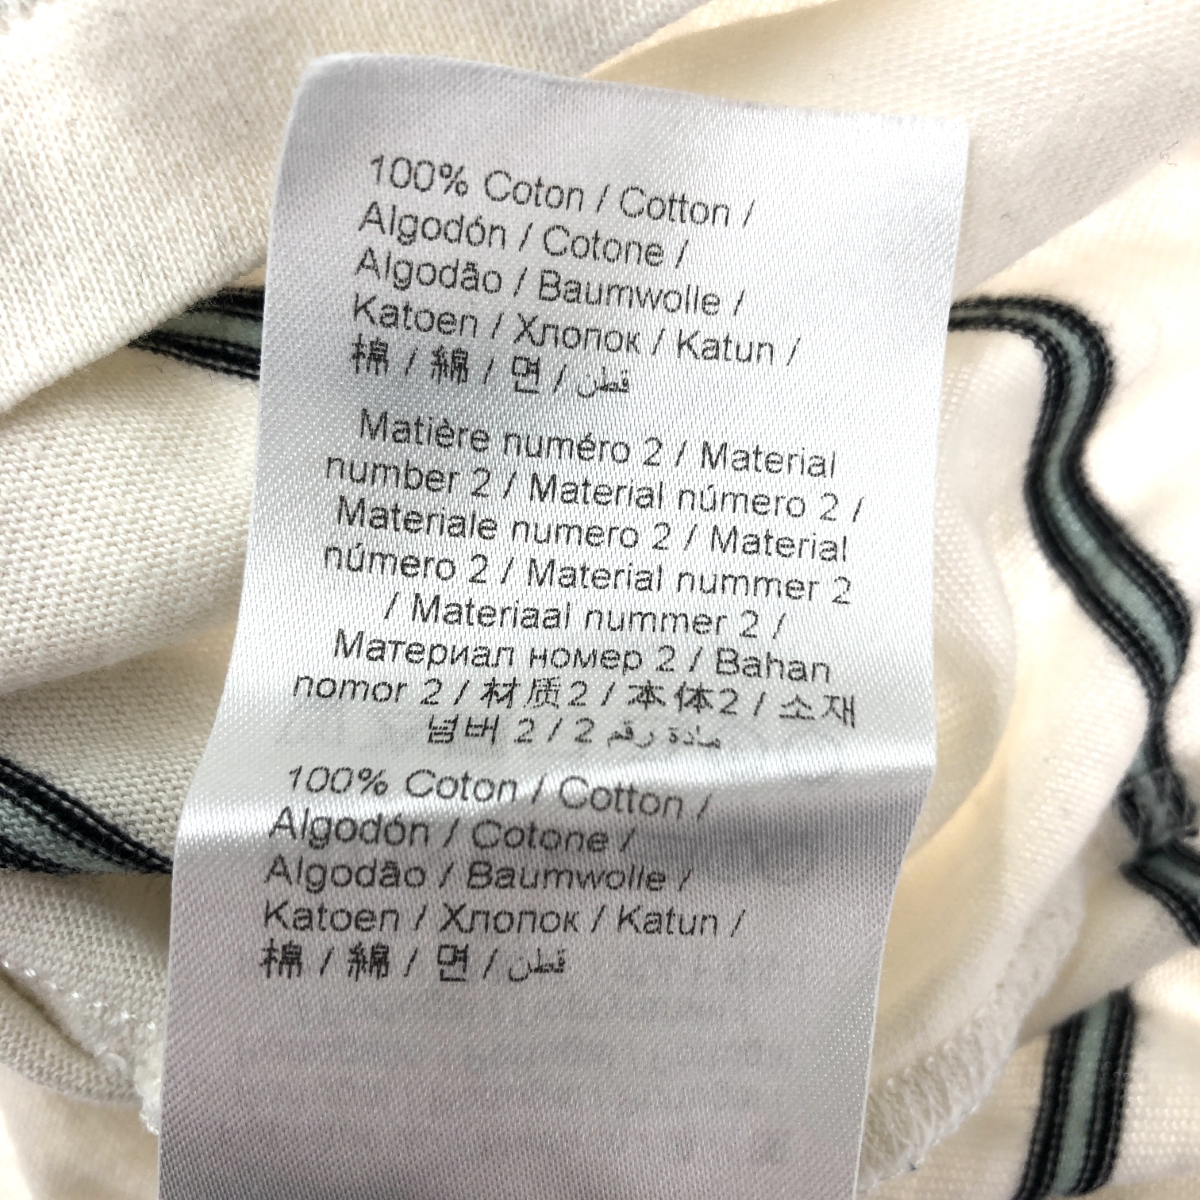 100% Coton / Cotton /
Algodón / Cotone /
Algodão / Baumwolle /
Katoen / Хлопок / Katun /
棉 / 綿 / 면 / قطن
Matière numéro 2 / Material
number 2 / Material número 2 /
Materiale numero 2 / Material
número 2 / Material nummer 2
/ Materiaal nummer 2 /
Материал номер 2 / Bahan
nomor 2 / 材质2 / 本体2 / 소재
넘버 2 / 2 مادة رقم
100% Coton / Cotton /
Algodón / Cotone /
Algodão / Baumwolle /
Katoen / Хлопок / Katun /
棉 / 綿 / 면 / قطن